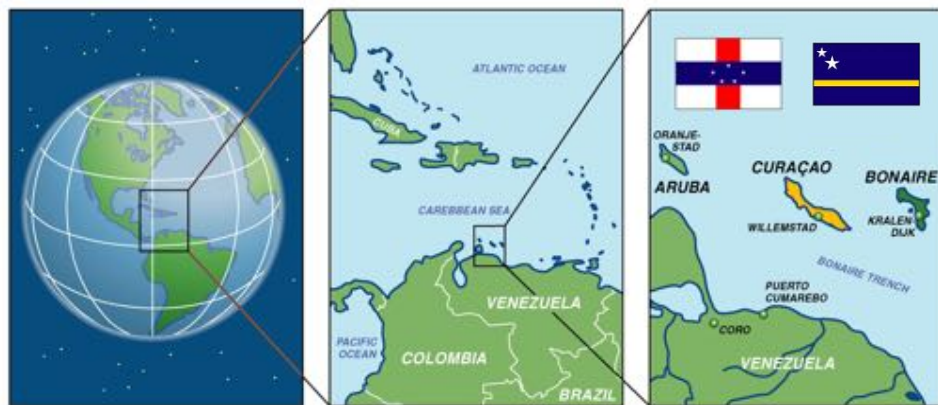 ATLANTIC OCEAN
CUBA
CAREBBEAN SEA
VENEZUELA
PACIFIC
OCEAN
COLOMBIA
BRAZIL
ORANJE-
STAD
ARUBA
CURAÇAO
WILLEMSTAD
BONAIRE
KRALEN-
DIJK
BONAIRE TRENCH
PUERTO
CUMAREBO
CORO
VENEZUELA